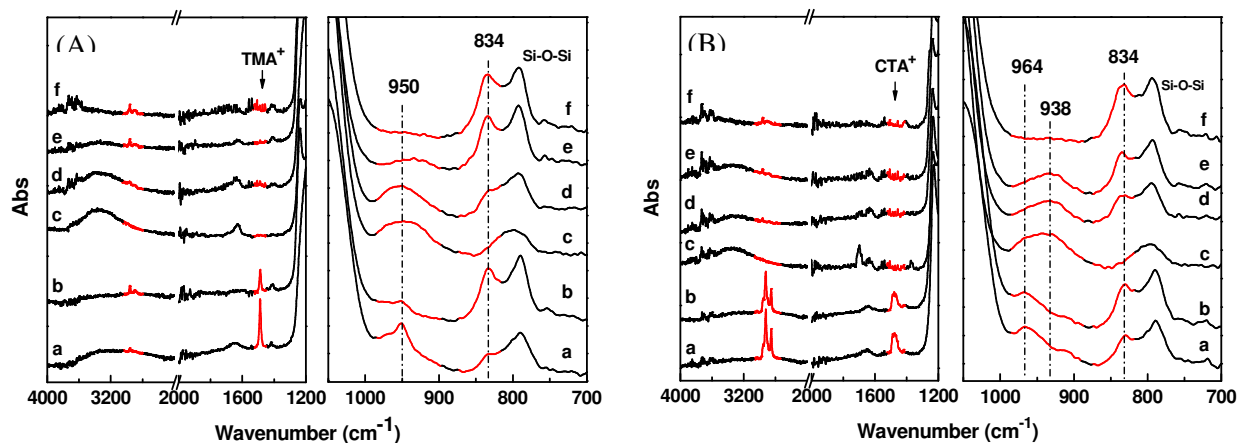 (A)
TMA+
f
e
d
c
b
a
Abs
4000 3200 2000 1600 1200
950
834
Si-O-Si
f
e
d
c
b
a
1000 900 800 700
Wavenumber (cm-1)
(B)
CTA+
f
e
d
c
b
a
Abs
4000 3200 2000 1600 1200
964
938
834
Si-O-Si
f
e
d
c
b
a
1000 900 800 700
Wavenumber (cm-1)